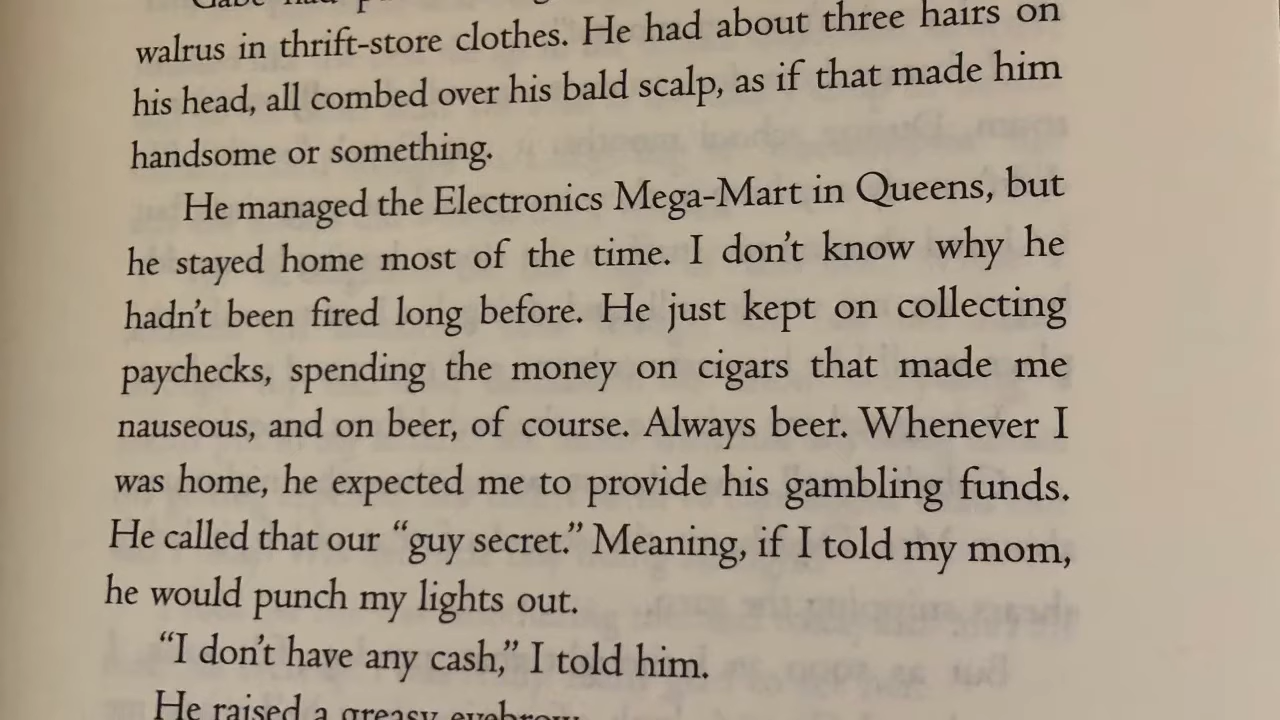 Gabe had
walrus in thrift-store clothes. He had about three hairs on
his head, all combed over his bald scalp, as if that made him
handsome or something.
He managed the Electronics Mega-Mart in Queens, but
he stayed home most of the time. I don't know why he
hadn't been fired long before. He just kept on collecting
paychecks, spending the money on cigars that made me
nauseous, and on beer, of course. Always beer. Whenever I
was home, he expected me to provide his gambling funds.
He called that our “guy secret.” Meaning, if I told my mom,
he would punch my lights out.
“I don't have any cash,” I told him.
He raised a greasy eyebrow.